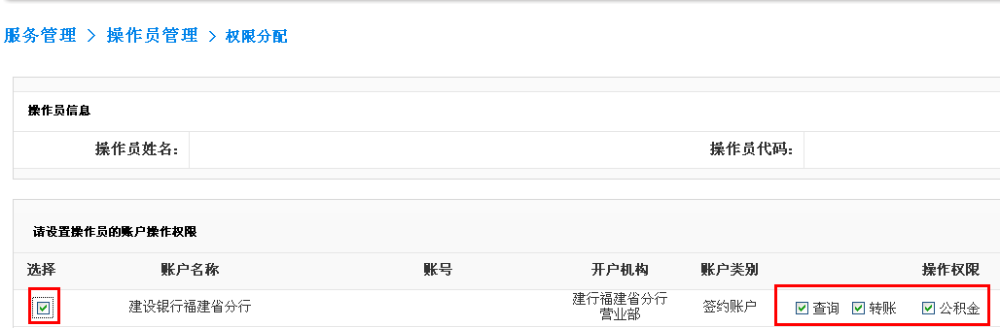 服务管理 > 操作员管理 > 权限分配
操作员信息
操作员姓名: 操作员代码:
请设置操作员的账户操作权限
选择 账户名称 账号 开户机构 账户类别 操作权限
建设银行福建省分行 建行福建省分行 签约账户 查询 转账 公积金
营业部